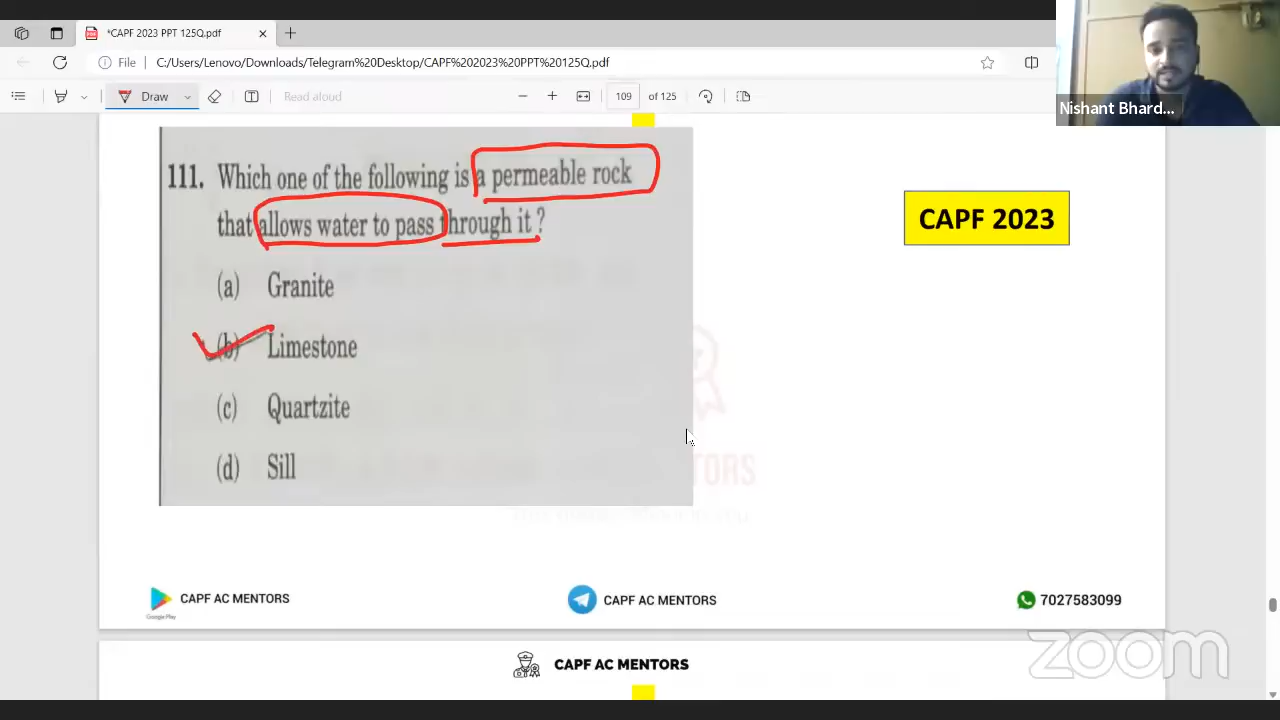 *CAPF 2023 PPT 125Q.pdf
File
C:/Users/Lenovo/Downloads/Telegram%20Desktop/CAPF%202023%20PPT%20125Q.pdf
Draw
Read aloud
109
of 125
Nishant Bhard...
111. Which one of the following is a permeable rock
that allows water to pass through it ?
(a) Granite
(b) Limestone
(c) Quartzite
(d) Sill
CAPF 2023
CAPF AC MENTORS
Google Play
CAPF AC MENTORS
7027583099
zoom
CAPF AC MENTORS